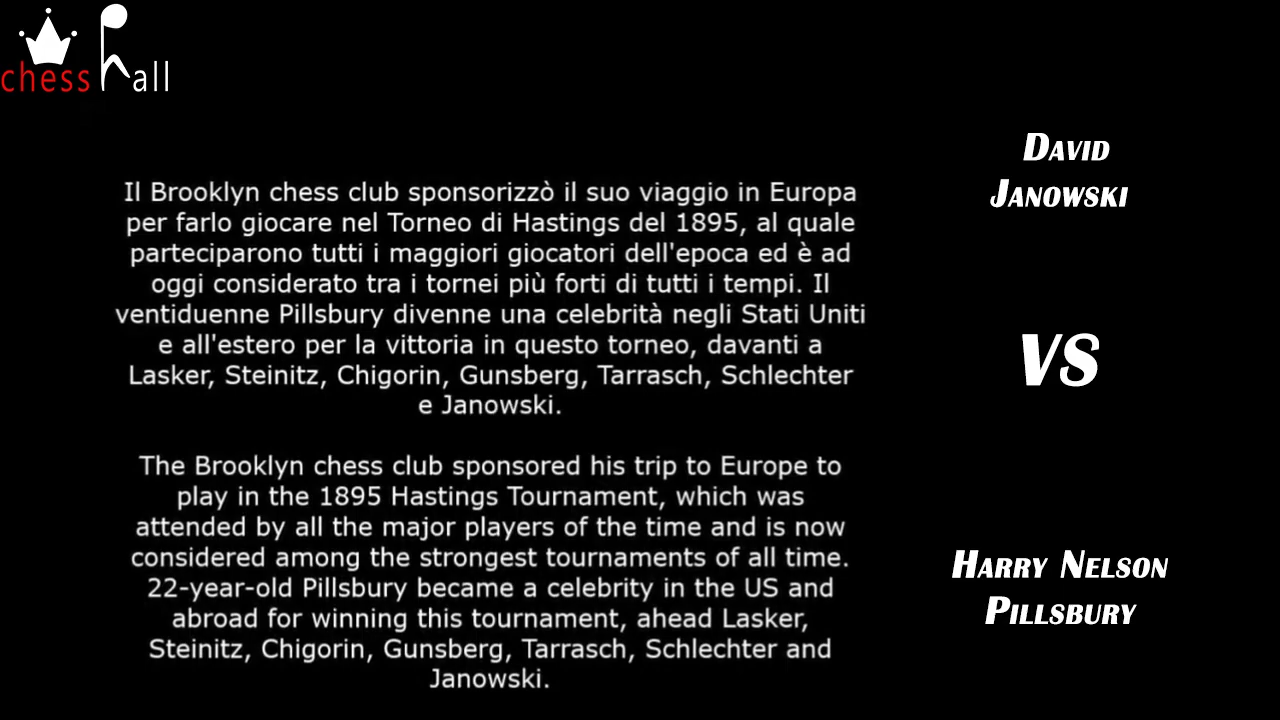 chess hall
Il Brooklyn chess club sponsorizzò il suo viaggio in Europa
per farlo giocare nel Torneo di Hastings del 1895, al quale
parteciparono tutti i maggiori giocatori dell'epoca ed è ad
oggi considerato tra i tornei più forti di tutti i tempi. Il
ventiduenne Pillsbury divenne una celebrità negli Stati Uniti
e all'estero per la vittoria in questo torneo, davanti a
Lasker, Steinitz, Chigorin, Gunsberg, Tarrasch, Schlechter
e Janowski.
The Brooklyn chess club sponsored his trip to Europe to
play in the 1895 Hastings Tournament, which was
attended by all the major players of the time and is now
considered among the strongest tournaments of all time.
22-year-old Pillsbury became a celebrity in the US and
abroad for winning this tournament, ahead Lasker,
Steinitz, Chigorin, Gunsberg, Tarrasch, Schlechter and
Janowski.
David
Janowski
VS
Harry Nelson
Pillsbury